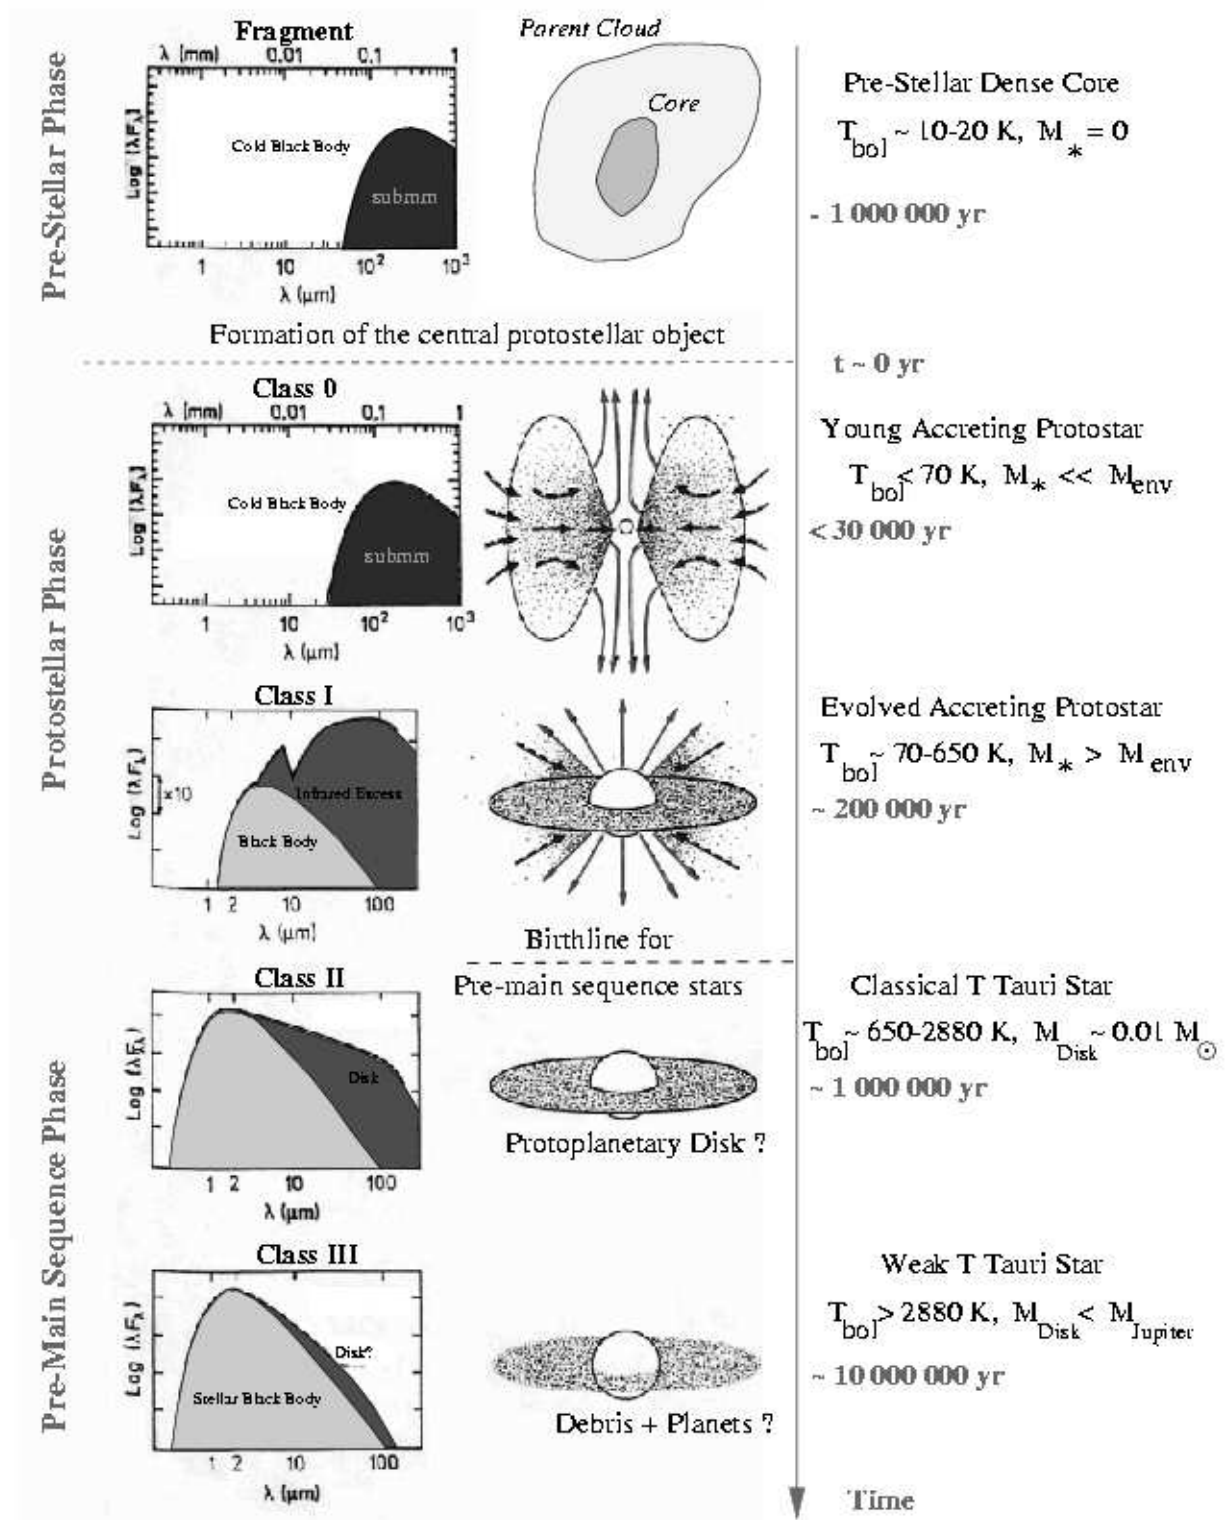 Pre-Stellar Phase
Fragment
λ (mm) 0.01 0.1 1
Log (λFλ)
Cold Black Body
submm
1 10 10² 10³
λ (μm)
Parent Cloud
Core
Pre-Stellar Dense Core
T_bol ~ 10-20 K, M_* = 0
- 1 000 000 yr
Formation of the central protostellar object
t ~ 0 yr
Protostellar Phase
Class 0
λ (mm) 0.01 0.1 1
Log (λFλ)
Cold Black Body
submm
1 10 10² 10³
λ (μm)
Young Accreting Protostar
T_bol < 70 K, M_* << M_env
< 30 000 yr
Class I
Log (λFλ)
x10
Infrared Excess
Black Body
1 2 10 100
λ (μm)
Evolved Accreting Protostar
T_bol ~ 70-650 K, M_* > M_env
~ 200 000 yr
Birthline for
Pre-main sequence stars
Pre-Main Sequence Phase
Class II
Log (λFλ)
Disk
1 2 10 100
λ (μm)
Protoplanetary Disk ?
Classical T Tauri Star
T_bol ~ 650-2880 K, M_Disk ~ 0.01 M_⊙
~ 1 000 000 yr
Class III
Log (λFλ)
Disk?
Stellar Black Body
1 2 10 100
λ (μm)
Debris + Planets ?
Weak T Tauri Star
T_bol > 2880 K, M_Disk < M_Jupiter
~ 10 000 000 yr
Time